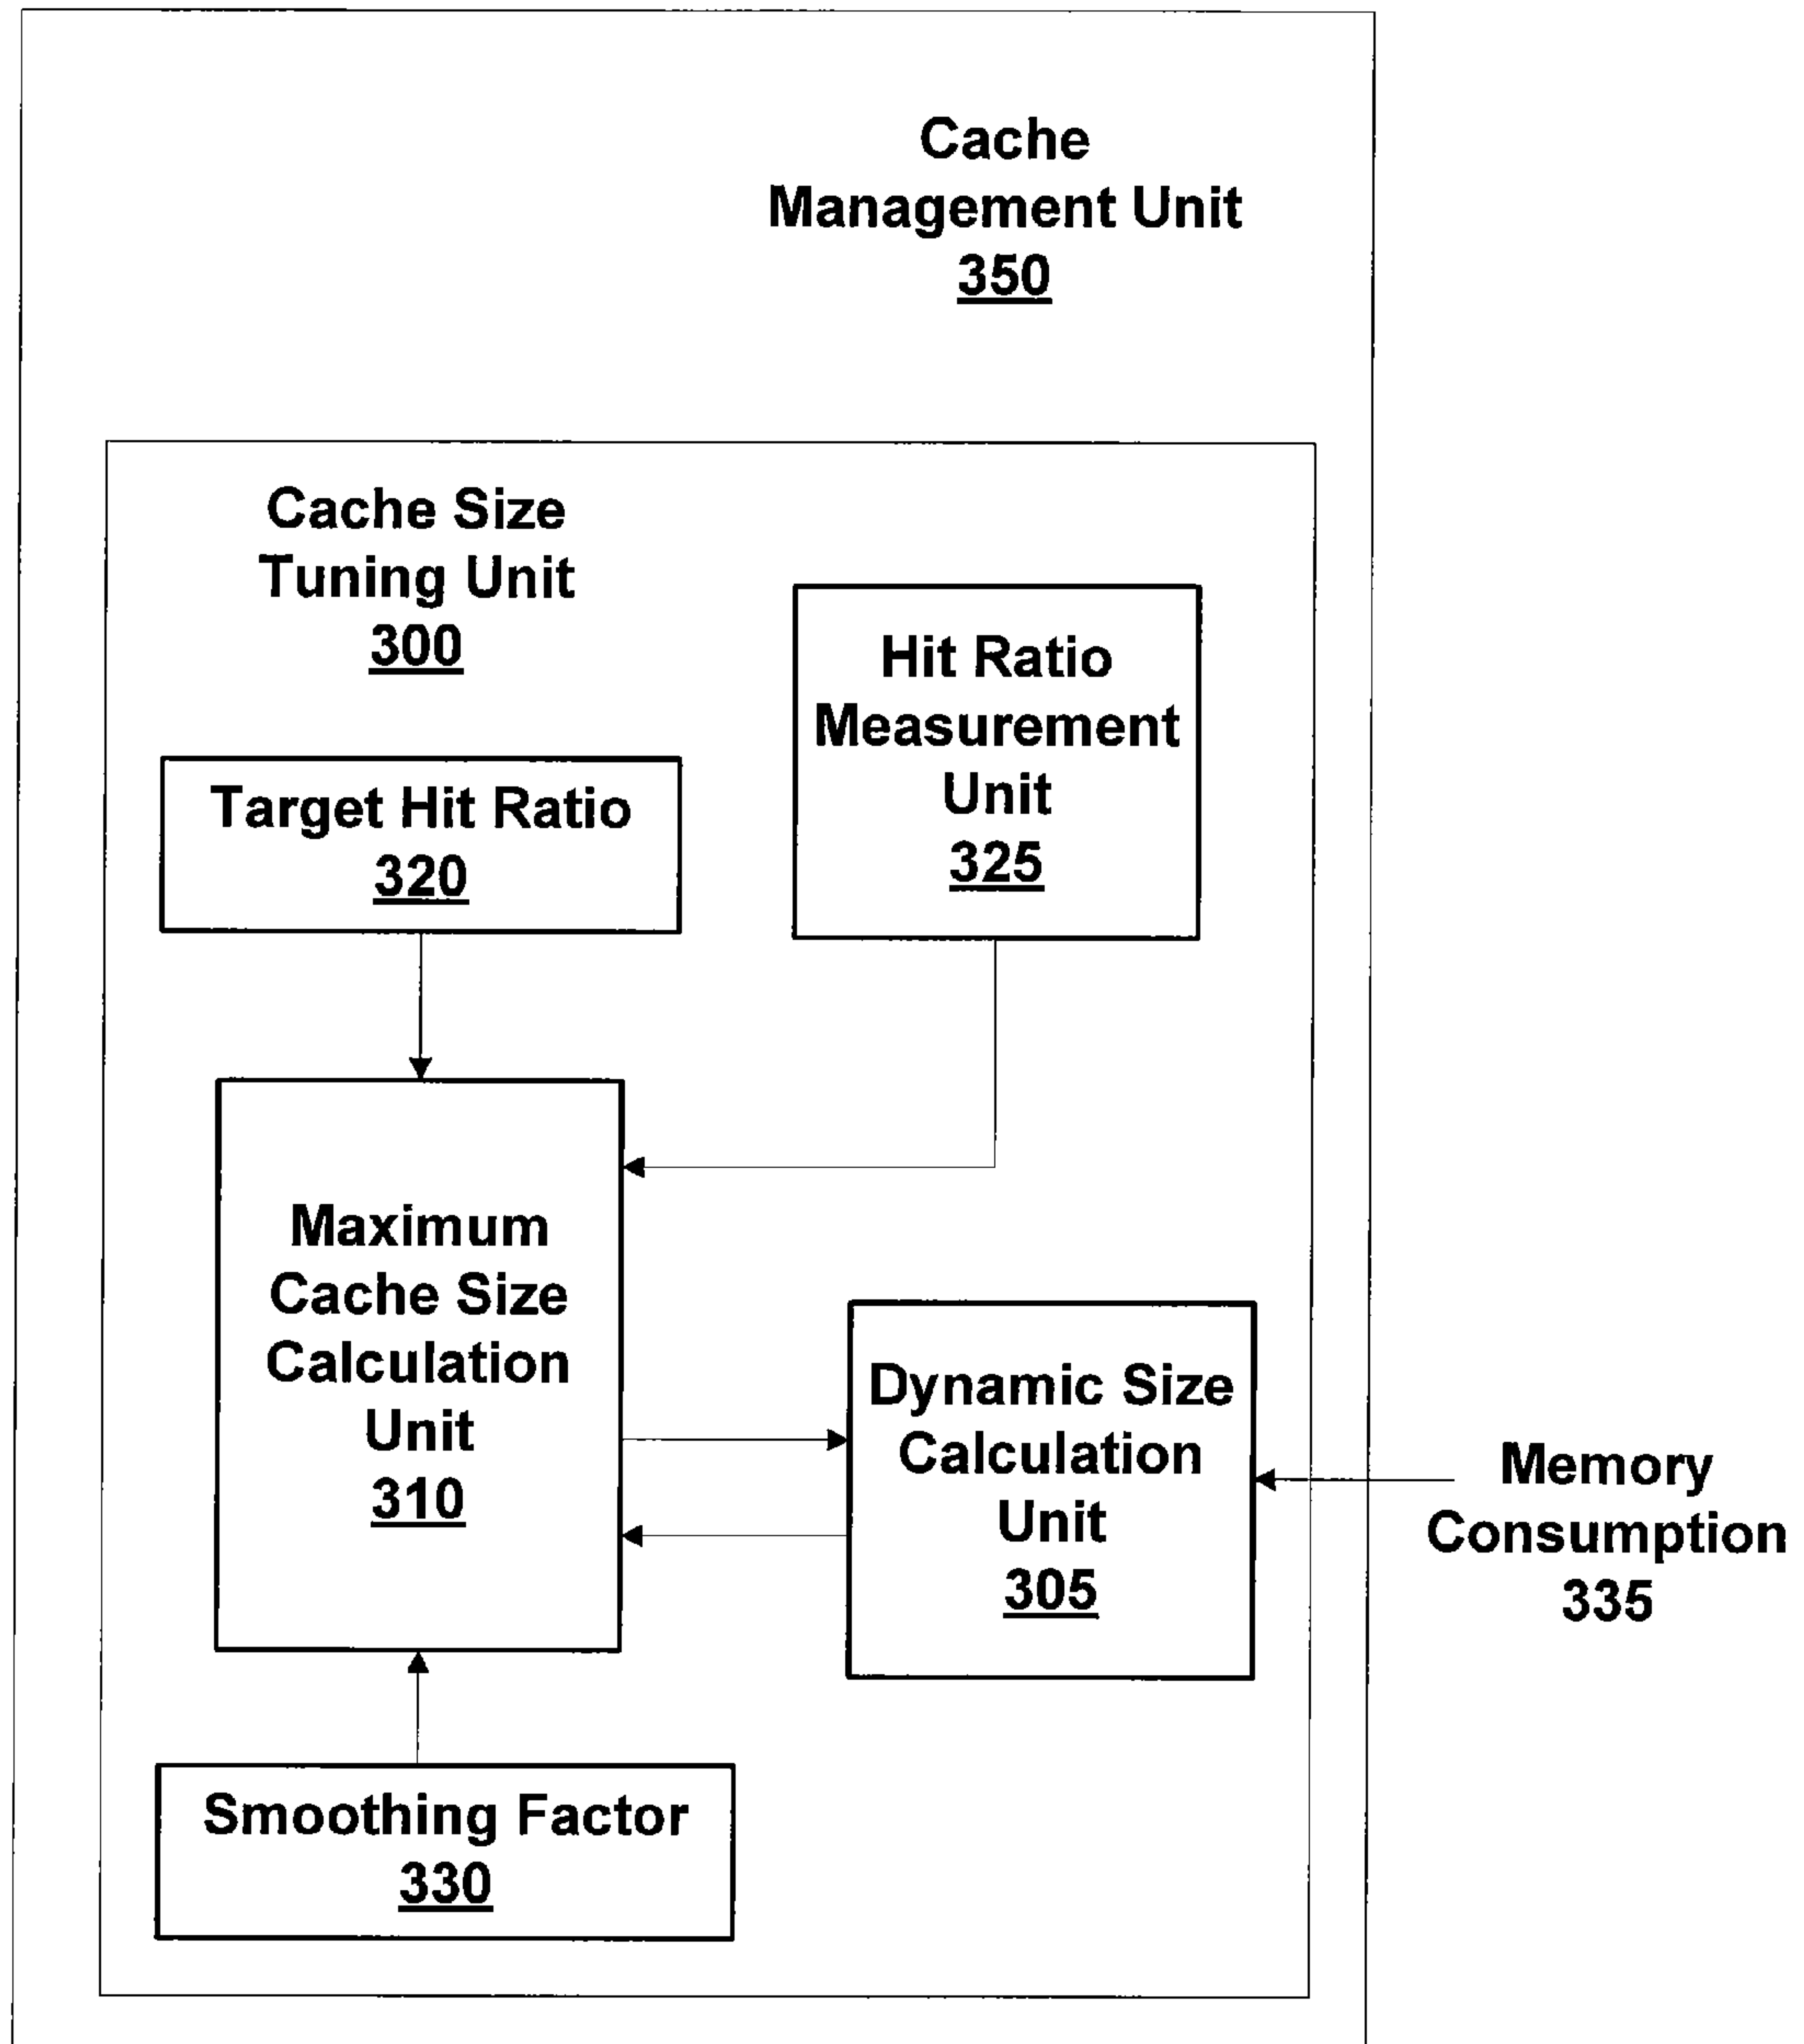 Cache
Management Unit
350
Cache Size
Tuning Unit
300
Hit Ratio
Measurement
Unit
325
Target Hit Ratio
320
Maximum
Cache Size
Calculation
Unit
310
Dynamic Size
Calculation
Unit
305
Memory
Consumption
335
Smoothing Factor
330